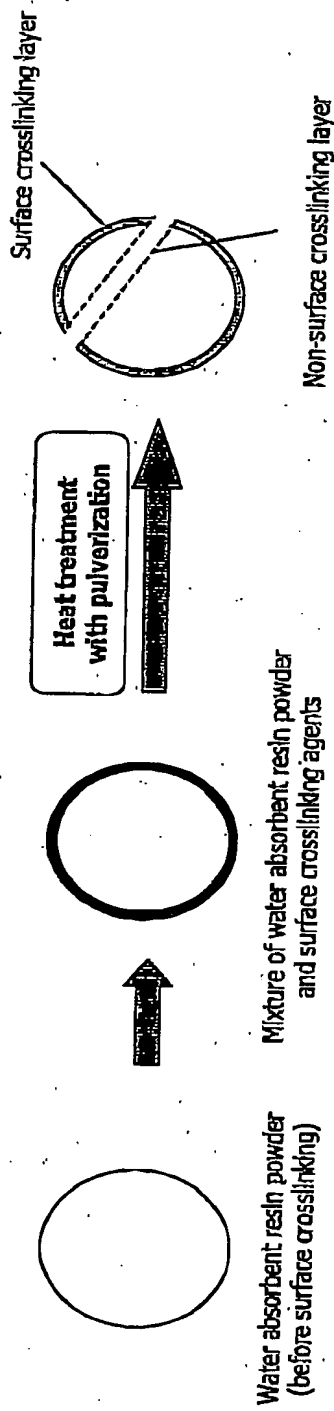 Water absorbent resin powder
(before surface crosslinking)
Mixture of water absorbent resin powder
and surface crosslinking agents
Heat treatment
with pulverization
Surface crosslinking layer
Non-surface crosslinking layer